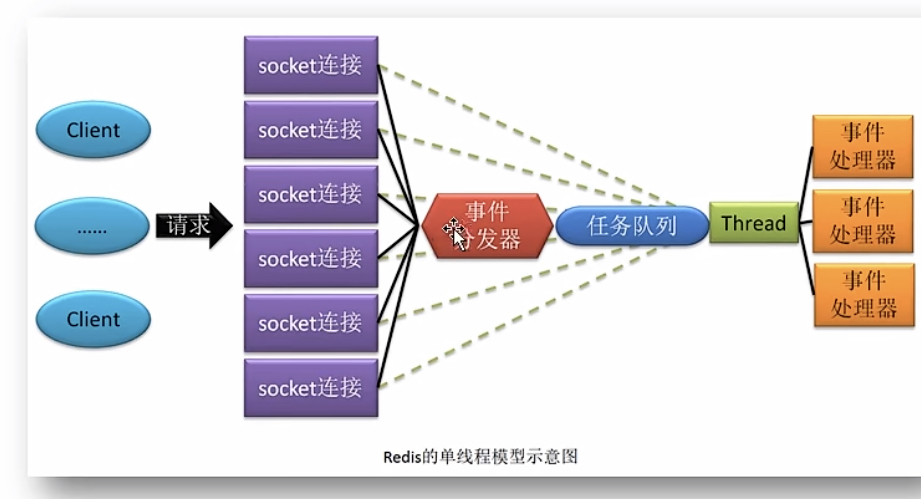 Client
......
Client
请求
socket连接
socket连接
socket连接
socket连接
socket连接
socket连接
事件
分发器
任务队列
Thread
事件
处理器
事件
处理器
事件
处理器
Redis的单线程模型示意图